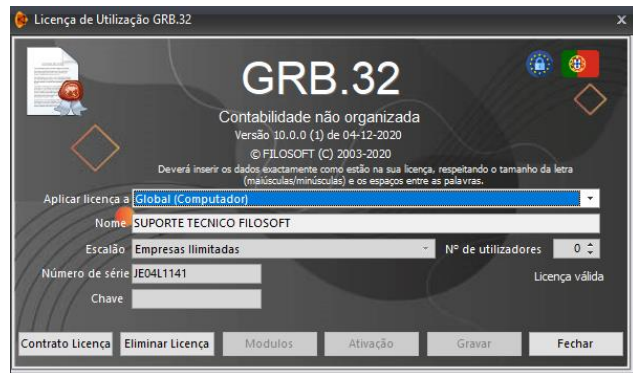 Licença de Utilização GRB.32
x
GRB.32
Contabilidade não organizada
Versão 10.0.0 (1) de 04-12-2020
© FILOSOFT (C) 2003-2020
Deverá inserir os dados exactamente como estão na sua licença, respeitando o tamanho da letra
(maiúsculas/minúsculas) e os espaços entre as palavras.
Aplicar licença a Global (Computador)
Nome SUPORTE TECNICO FILOSOFT
Escalão Empresas Ilimitadas Nº de utilizadores 0
Número de série JE04L1141 Licença válida
Chave
Contrato Licença Eliminar Licença Modulos Ativação Gravar Fechar